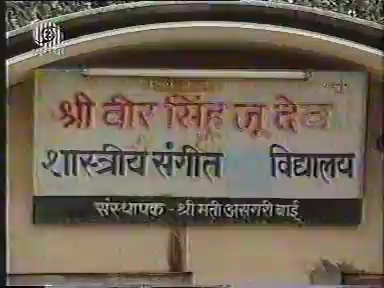 श्री वीर सिंह जू देव
शास्त्रीय संगीत विद्यालय
संस्थापक - श्री मती असगरी बाई